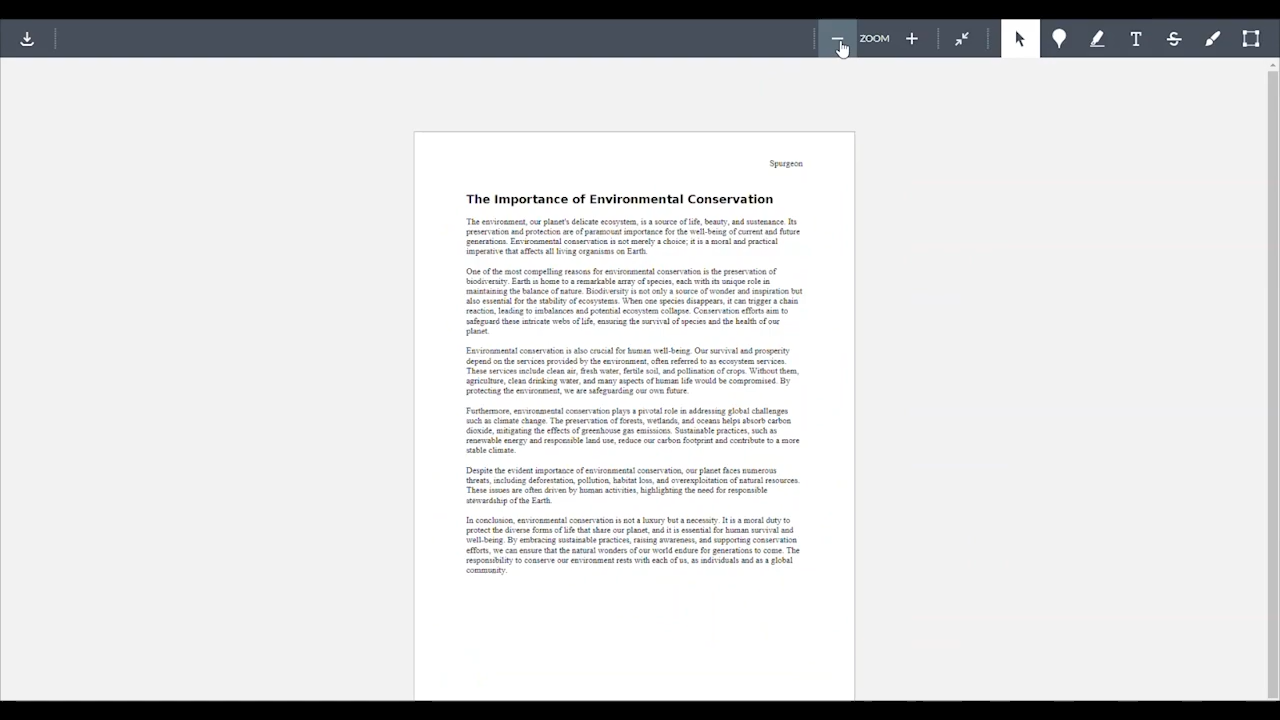 ZOOM
T
S
Spurgeon
The Importance of Environmental Conservation
The environment, our planet's delicate ecosystem, is a source of life, beauty, and sustenance. Its
preservation and protection are of paramount importance for the well-being of current and future
generations. Environmental conservation is not merely a choice; it is a moral and practical
imperative that affects all living organisms on Earth.
One of the most compelling reasons for environmental conservation is the preservation of
biodiversity. Earth is home to a remarkable array of species, each with its unique role in
maintaining the balance of nature. Biodiversity is not only a source of wonder and inspiration but
also essential for the stability of ecosystems. When one species disappears, it can trigger a chain
reaction, leading to imbalances and potential ecosystem collapse. Conservation efforts aim to
safeguard these intricate webs of life, ensuring the survival of species and the health of our
planet.
Environmental conservation is also crucial for human well-being. Our survival and prosperity
depend on the services provided by the environment, often referred to as ecosystem services.
These services include clean air, fresh water, fertile soil, and pollination of crops. Without them,
agriculture, clean drinking water, and many aspects of human life would be compromised. By
protecting the environment, we are safeguarding our own future.
Furthermore, environmental conservation plays a pivotal role in addressing global challenges
such as climate change. The preservation of forests, wetlands, and oceans helps absorb carbon
dioxide, mitigating the effects of greenhouse gas emissions. Sustainable practices, such as
renewable energy and responsible land use, reduce our carbon footprint and contribute to a more
stable climate.
Despite the evident importance of environmental conservation, our planet faces numerous
threats, including deforestation, pollution, habitat loss, and overexploitation of natural resources.
These issues are often driven by human activities, highlighting the need for responsible
stewardship of the Earth.
In conclusion, environmental conservation is not a luxury but a necessity. It is a moral duty to
protect the diverse forms of life that share our planet, and it is essential for human survival and
well-being. By embracing sustainable practices, raising awareness, and supporting conservation
efforts, we can ensure that the natural wonders of our world endure for generations to come. The
responsibility to conserve our environment rests with each of us, as individuals and as a global
community.